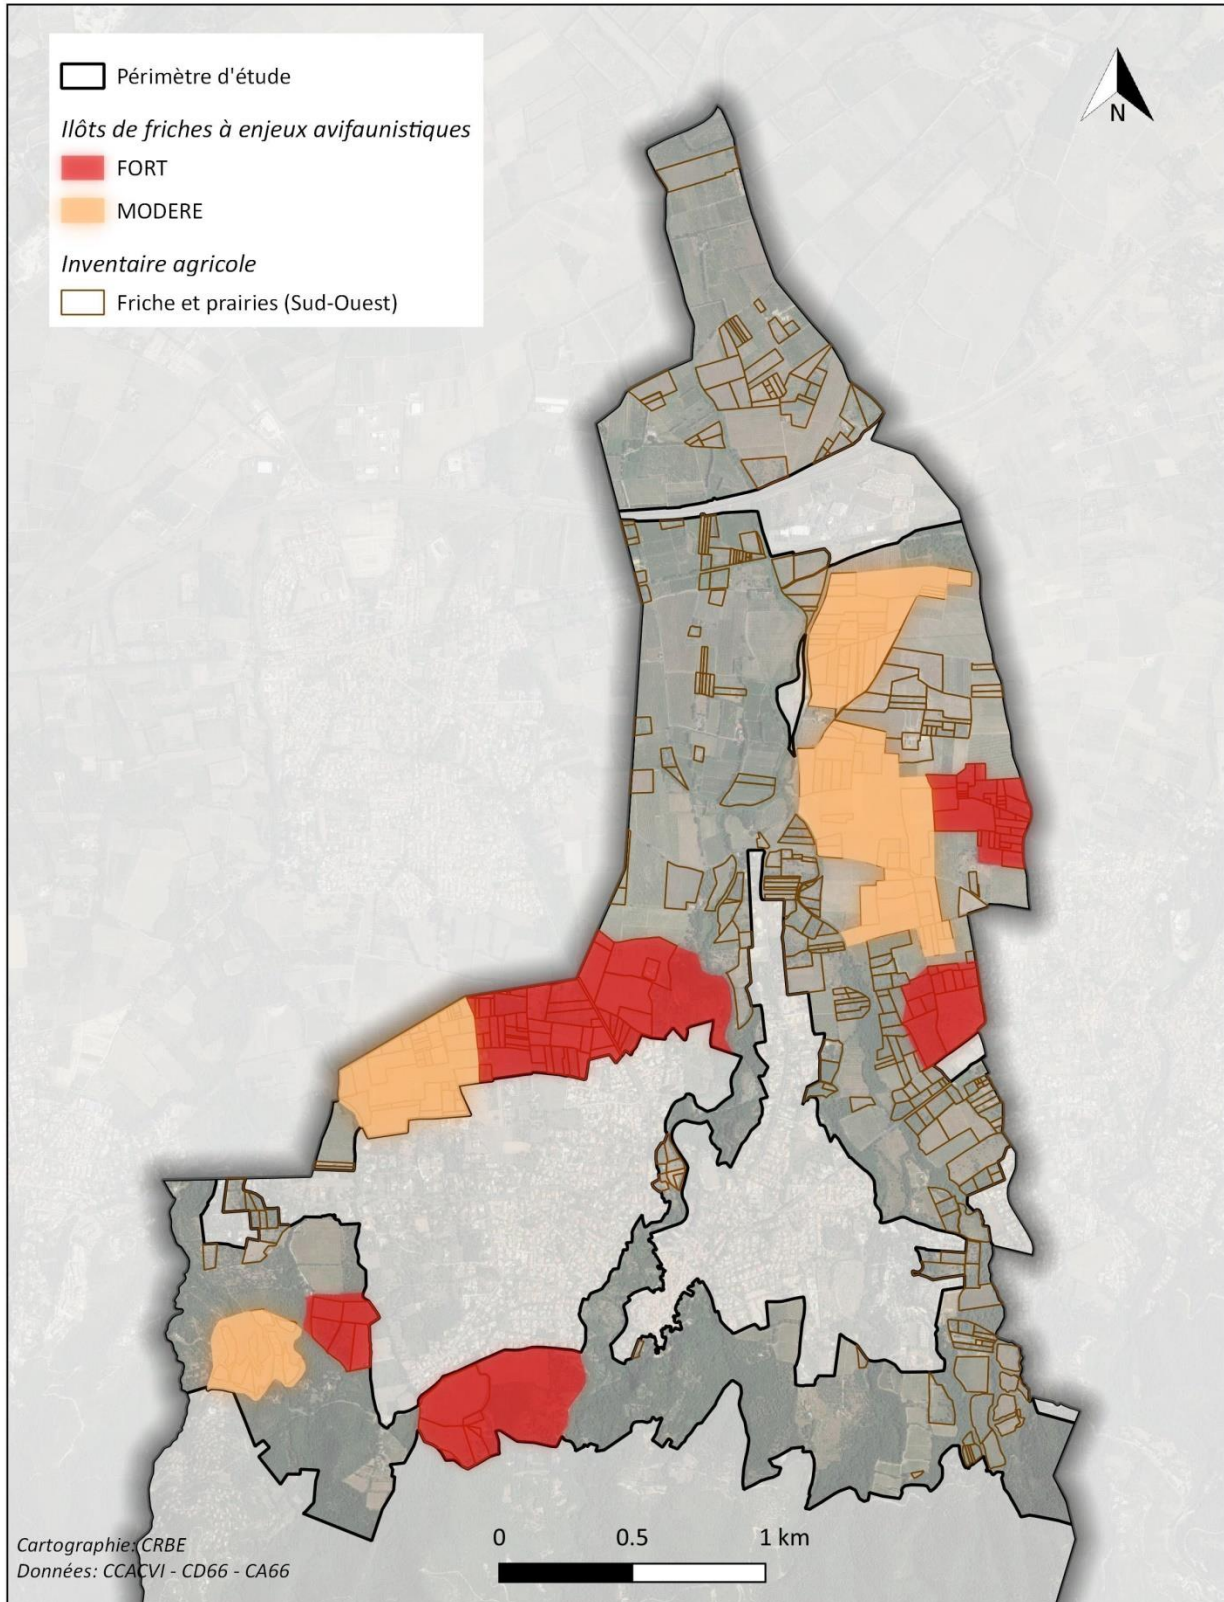 Périmètre d'étude
Ilôts de friches à enjeux avifaunistiques
FORT
MODERE
Inventaire agricole
Friche et prairies (Sud-Ouest)
N
0 0.5 1 km
Cartographie: CRBE
Données: CCACVI - CD66 - CA66